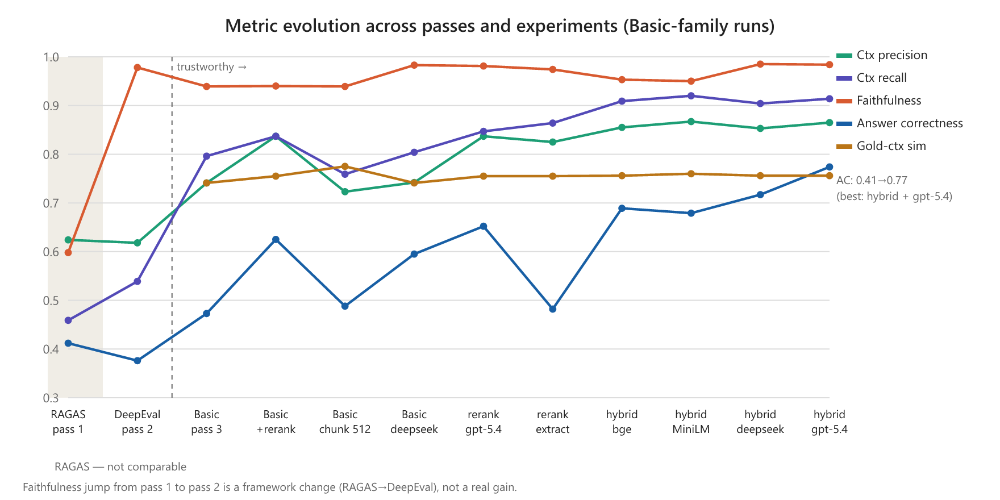 Metric evolution across passes and experiments (Basic-family runs)
1.0
0.9
0.8
0.7
0.6
0.5
0.4
0.3
trustworthy →
Ctx precision
Ctx recall
Faithfulness
Answer correctness
Gold-ctx sim
AC: 0.41→0.77
(best: hybrid + gpt-5.4)
RAGAS
pass 1
DeepEval
pass 2
Basic
pass 3
Basic
+rerank
Basic
chunk 512
Basic
deepseek
rerank
gpt-5.4
rerank
extract
hybrid
bge
hybrid
MiniLM
hybrid
deepseek
hybrid
gpt-5.4
RAGAS — not comparable
Faithfulness jump from pass 1 to pass 2 is a framework change (RAGAS→DeepEval), not a real gain.